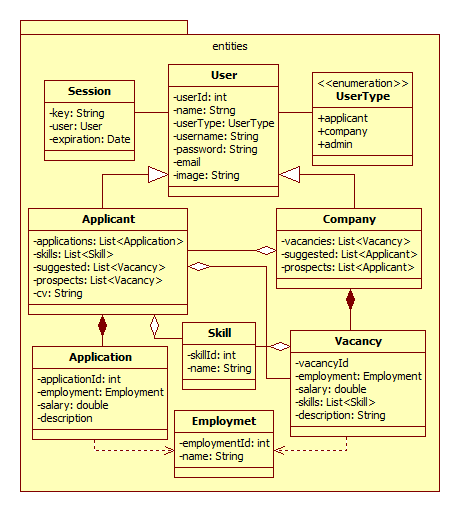 entities
Session
-key: String
-user: User
-expiration: Date
User
-userId: int
-name: String
-userType: UserType
-username: String
-password: String
-email
-image: String
<<enumeration>>
UserType
+applicant
+company
+admin
Applicant
-applications: List<Application>
-skills: List<Skill>
-suggested: List<Vacancy>
-prospects: List<Vacancy>
-cv: String
Company
-vacancies: List<Vacancy>
-suggested: List<Applicant>
-prospects: List<Applicant>
Application
-applicationId: int
-employment: Employment
-salary: double
-description
Skill
-skillId: int
-name: String
Vacancy
-vacancyId
-employment: Employment
-salary: double
-skills: List<Skill>
-description: String
Employmet
-employmentId: int
-name: String